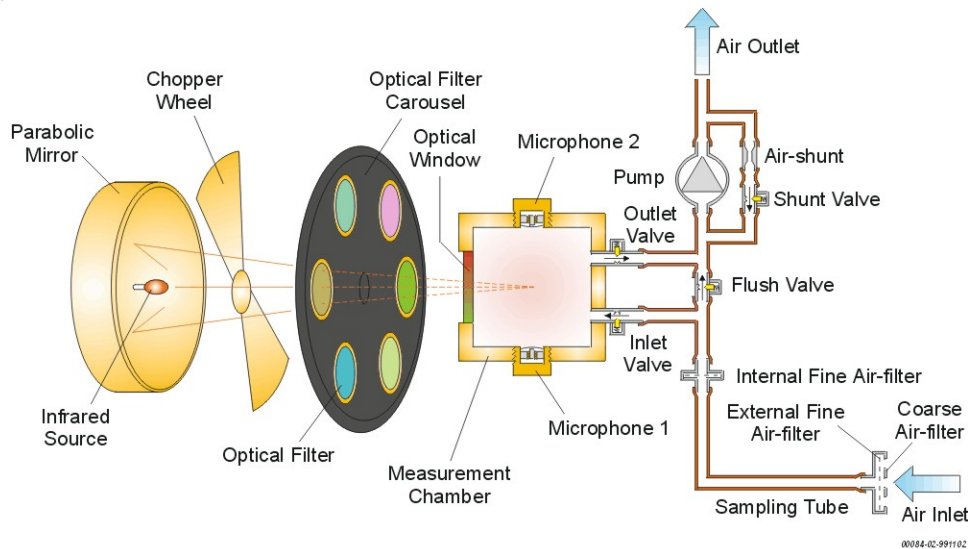 Air Outlet
Chopper
Wheel
Optical Filter
Carousel
Parabolic
Mirror
Optical
Window
Microphone 2
Air-shunt
Pump
Shunt Valve
Outlet
Valve
Flush Valve
Inlet
Valve
Internal Fine Air-filter
External Fine
Air-filter
Coarse
Air-filter
Infrared
Source
Optical Filter
Microphone 1
Measurement
Chamber
Sampling Tube
Air Inlet
00084-02-991102